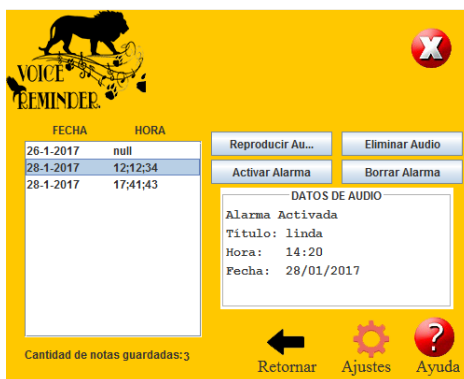 VOICE
REMINDER.
X
FECHA HORA
26-1-2017 null
28-1-2017 12;12;34
28-1-2017 17;41;43
Reproducir Au... Eliminar Audio
Activar Alarma Borrar Alarma
DATOS DE AUDIO
Alarma Activada
Titulo: linda
Hora: 14:20
Fecha: 28/01/2017
Cantidad de notas guardadas:3
?
Retornar Ajustes Ayuda